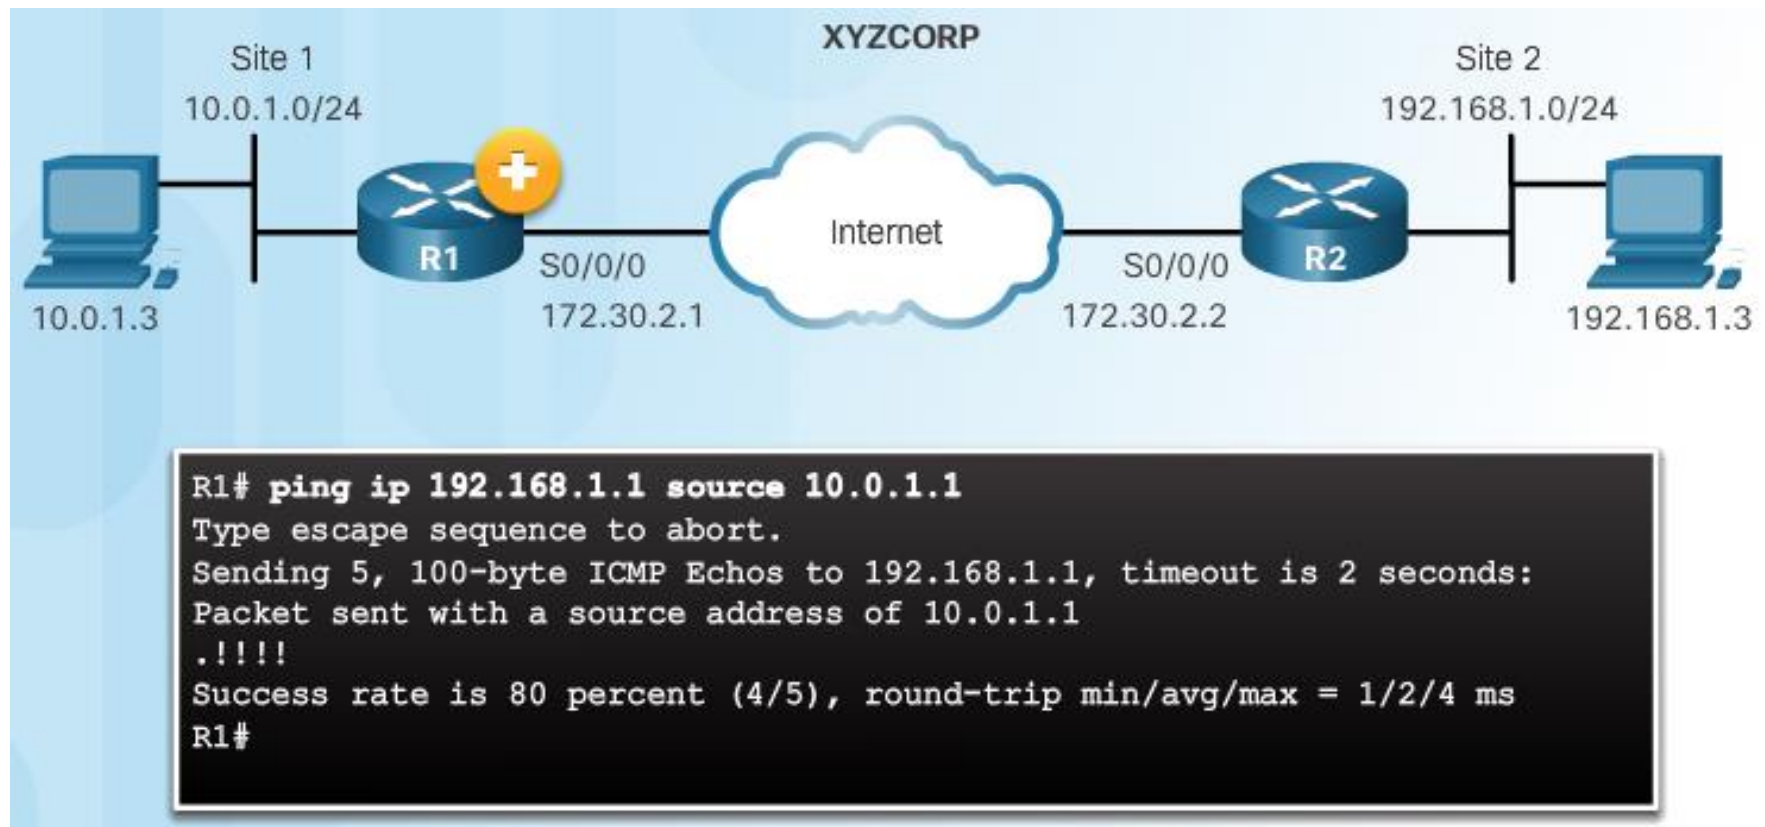 XYZCORP
Site 1
10.0.1.0/24
Site 2
192.168.1.0/24
Internet
R1
S0/0/0
172.30.2.1
S0/0/0
172.30.2.2
R2
10.0.1.3
192.168.1.3
R1# ping ip 192.168.1.1 source 10.0.1.1
Type escape sequence to abort.
Sending 5, 100-byte ICMP Echos to 192.168.1.1, timeout is 2 seconds:
Packet sent with a source address of 10.0.1.1
.!!!!
Success rate is 80 percent (4/5), round-trip min/avg/max = 1/2/4 ms
R1#